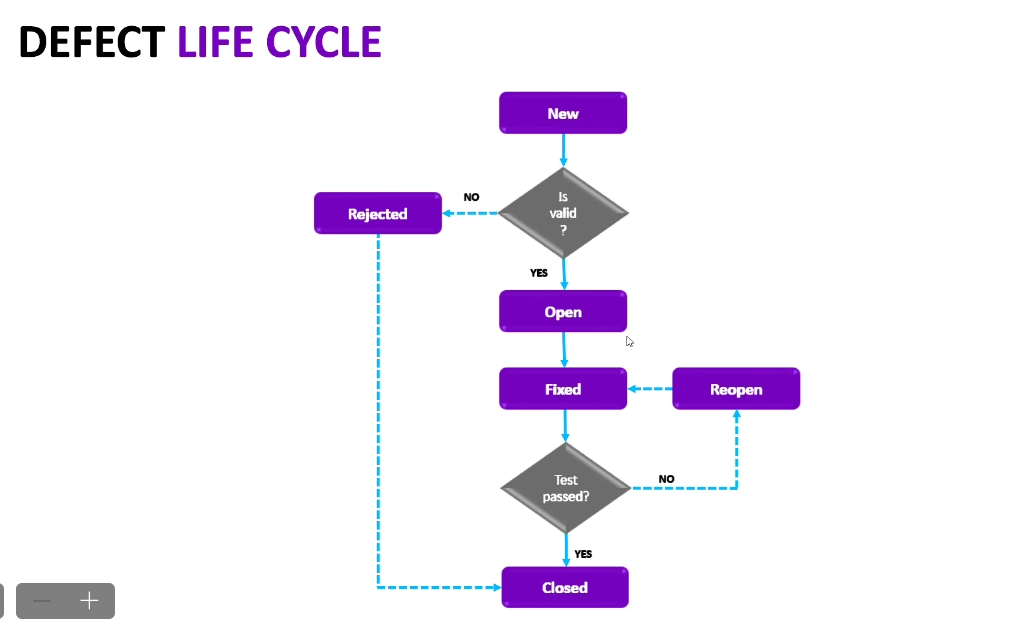 DEFECT LIFE CYCLE
New
Is
valid
?
NO
Rejected
YES
Open
Fixed
Reopen
Test
passed?
NO
YES
Closed